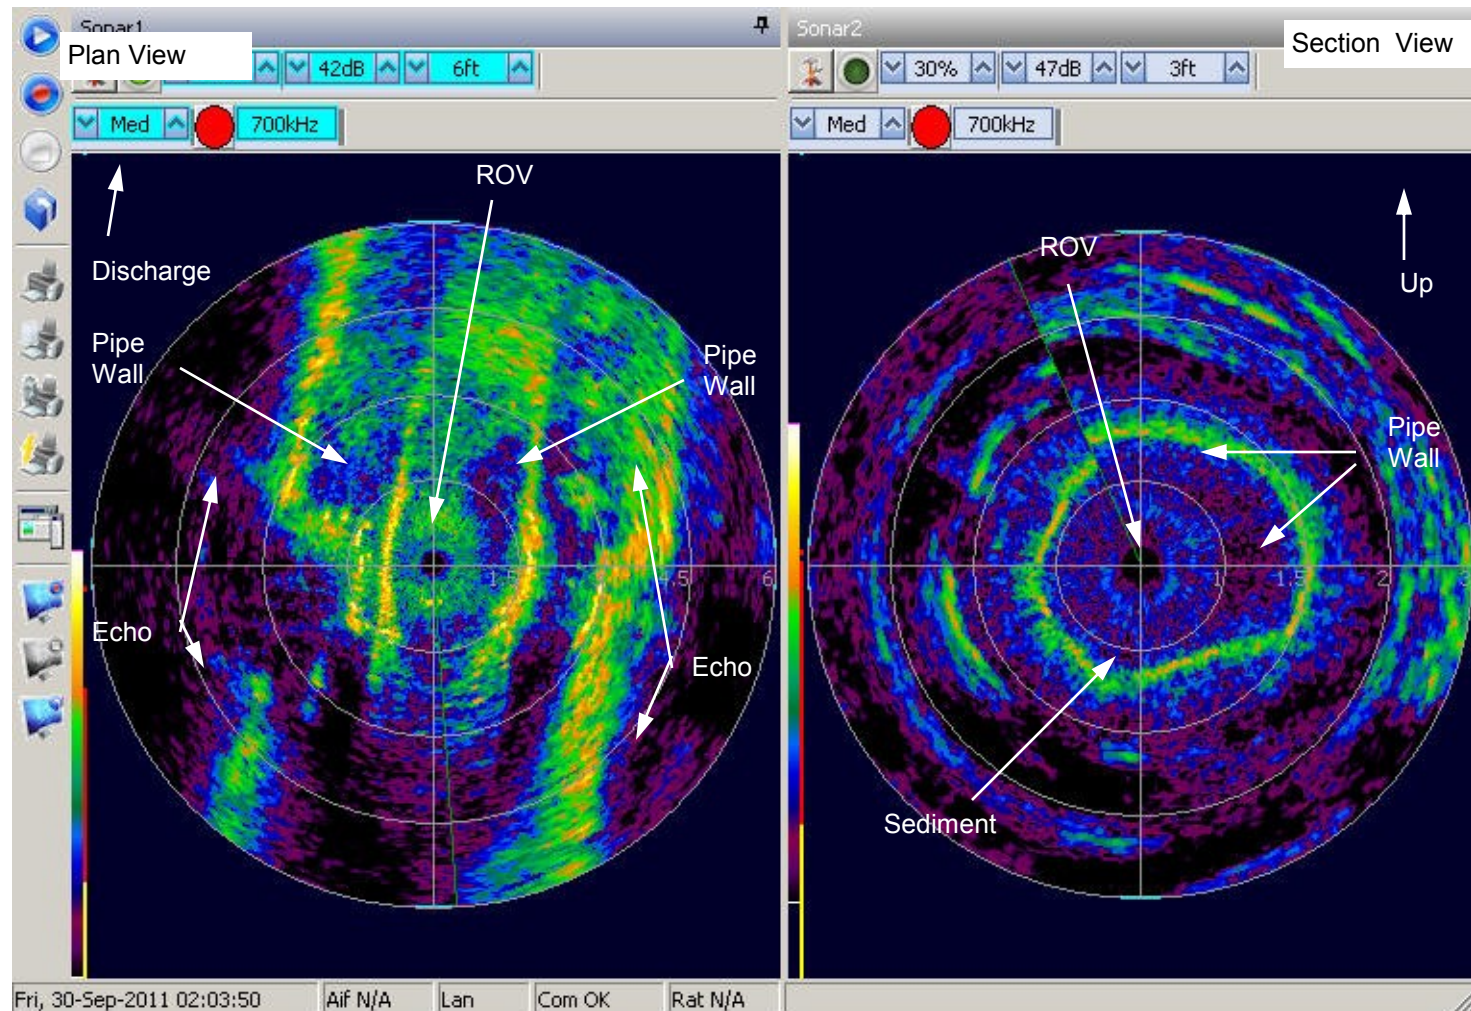 Sonar1
Plan View
42dB
6ft
Med
700kHz
ROV
Discharge
Pipe
Wall
Pipe
Wall
1.5
4.5
6
Echo
Echo
Fri, 30-Sep-2011 02:03:50
Aif N/A
Lan
Com OK
Rat N/A
Sonar2
Section View
30%
47dB
3ft
Med
700kHz
ROV
Up
Pipe
Wall
1
1.5
2
3
Sediment